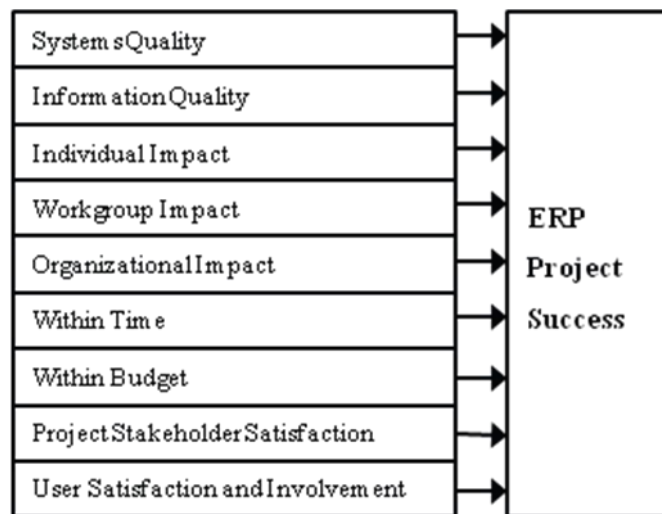 Systems Quality
Information Quality
Individual Impact
Workgroup Impact
Organizational Impact
Within Time
Within Budget
Project Stakeholder Satisfaction
User Satisfaction and Involvement
ERP
Project
Success